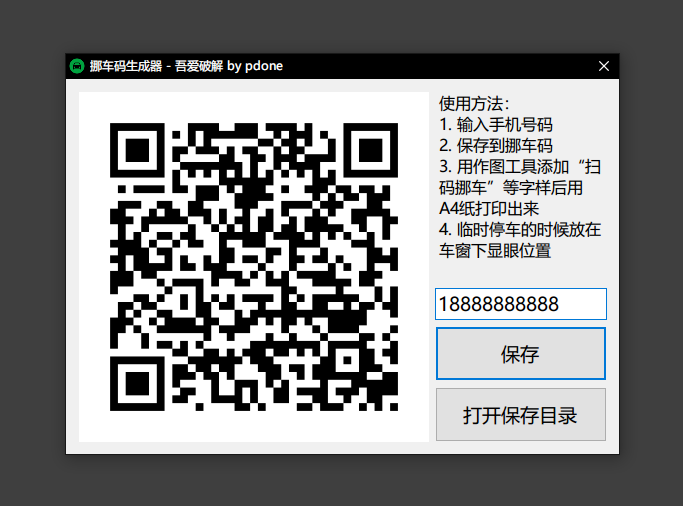 挪车码生成器 - 吾爱破解 by pdone
使用方法：
1. 输入手机号码
2. 保存到挪车码
3. 用作图工具添加“扫
码挪车”等字样后用
A4纸打印出来
4. 临时停车的时候放在
车窗下显眼位置
18888888888
保存
打开保存目录